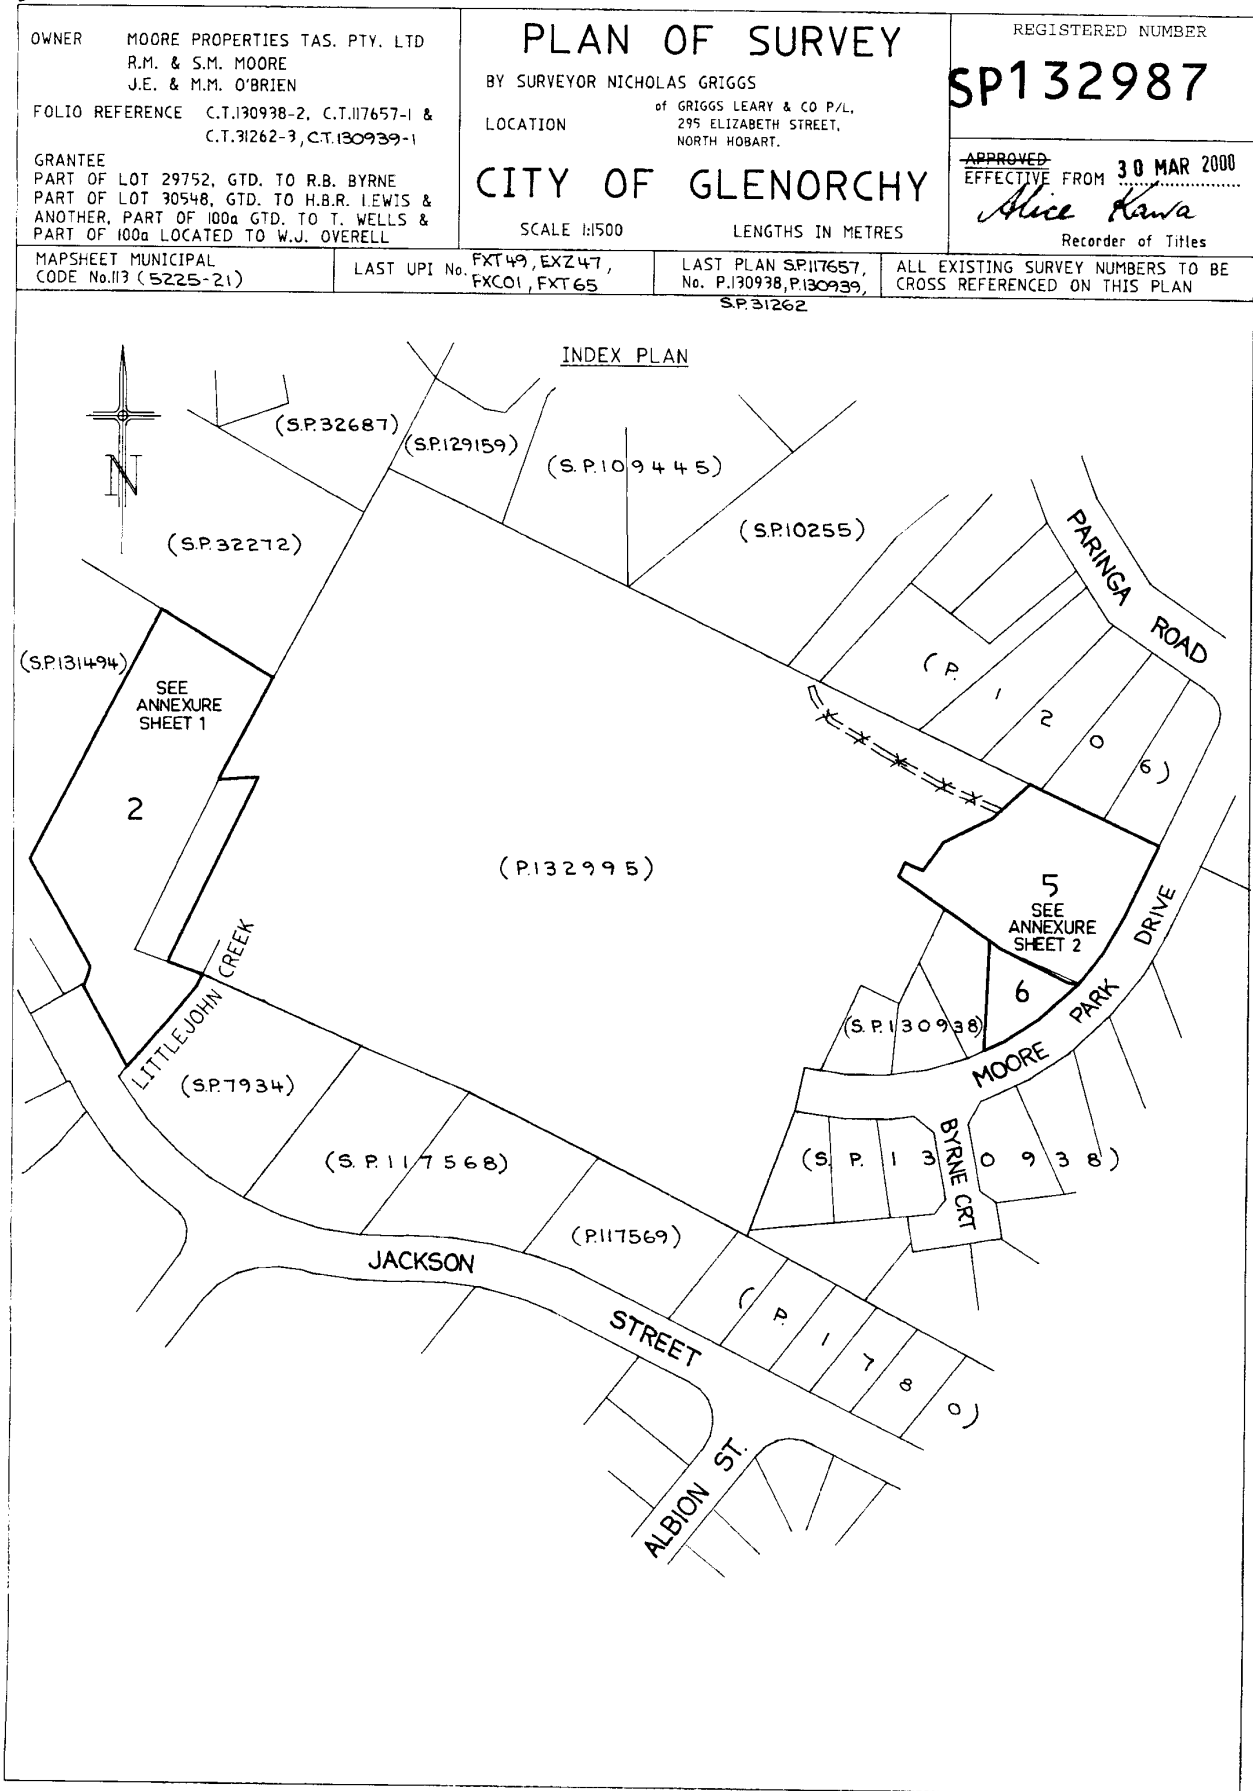 OWNER MOORE PROPERTIES TAS. PTY. LTD
R.M. & S.M. MOORE
J.E. & M.M. O'BRIEN
FOLIO REFERENCE C.T.130938-2, C.T.117657-1 &
C.T.31262-3, C.T.130939-1
GRANTEE
PART OF LOT 29752, GTD. TO R.B. BYRNE
PART OF LOT 30548, GTD. TO H.B.R. LEWIS &
ANOTHER, PART OF 100a GTD. TO T. WELLS &
PART OF 100a LOCATED TO W.J. OVERELL
PLAN OF SURVEY
BY SURVEYOR NICHOLAS GRIGGS
of GRIGGS LEARY & CO P/L,
LOCATION 295 ELIZABETH STREET,
NORTH HOBART.
CITY OF GLENORCHY
SCALE 1:1500 LENGTHS IN METRES
REGISTERED NUMBER
SP132987
APPROVED
EFFECTIVE FROM 30 MAR 2000
Alice Kawa
Recorder of Titles
MAPSHEET MUNICIPAL
CODE No.113 (5225-21)
LAST UPI No. FXT49, EXZ47,
FXC01, FXT65
LAST PLAN S.P.117657,
No. P.130938, P.130939,
S.P.31262
ALL EXISTING SURVEY NUMBERS TO BE
CROSS REFERENCED ON THIS PLAN
INDEX PLAN
N
(S.P.32687)
(S.P.129159)
(S.P.109445)
(S.P.10255)
(S.P.32272)
PARINGA ROAD
(S.P.131494)
SEE
ANNEXURE
SHEET 1
2
(P.1206)
(P.132995)
5
SEE
ANNEXURE
SHEET 2
6
MOORE PARK DRIVE
LITTLEJOHN CREEK
(S.P.130938)
(S.P.7934)
(S.P.117568)
(S.P.130938)
BYRNE CRT
(P.117569)
JACKSON STREET
(P.1780)
ALBION ST.